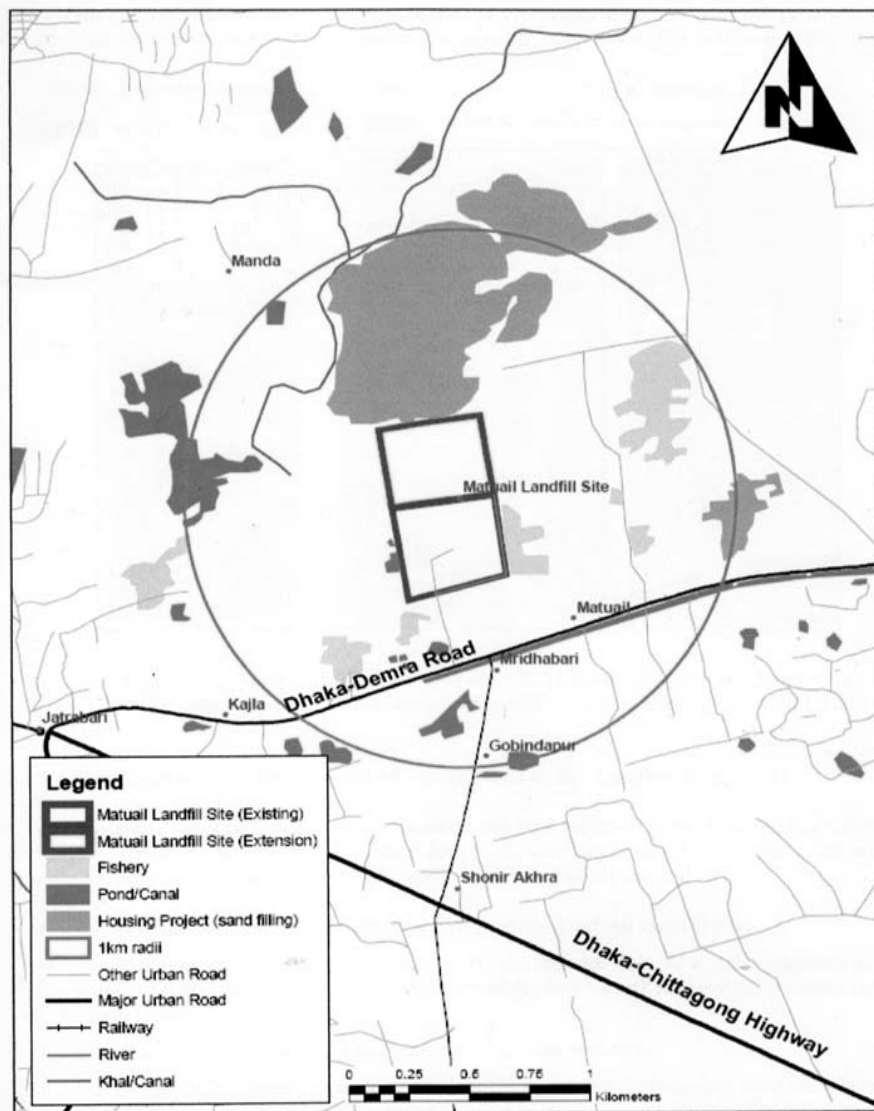 N
Manda
Matuail Landfill Site
Matuail
Dhaka-Demra Road
Mridhabari
Kajla
Jatrabari
Gobindapur
Shonir Akhra
Dhaka-Chittagong Highway
Legend
Matuail Landfill Site (Existing)
Matuail Landfill Site (Extension)
Fishery
Pond/Canal
Housing Project (sand filling)
1km radii
Other Urban Road
Major Urban Road
Railway
River
Khal/Canal
0 0.25 0.5 0.75 1
Kilometers